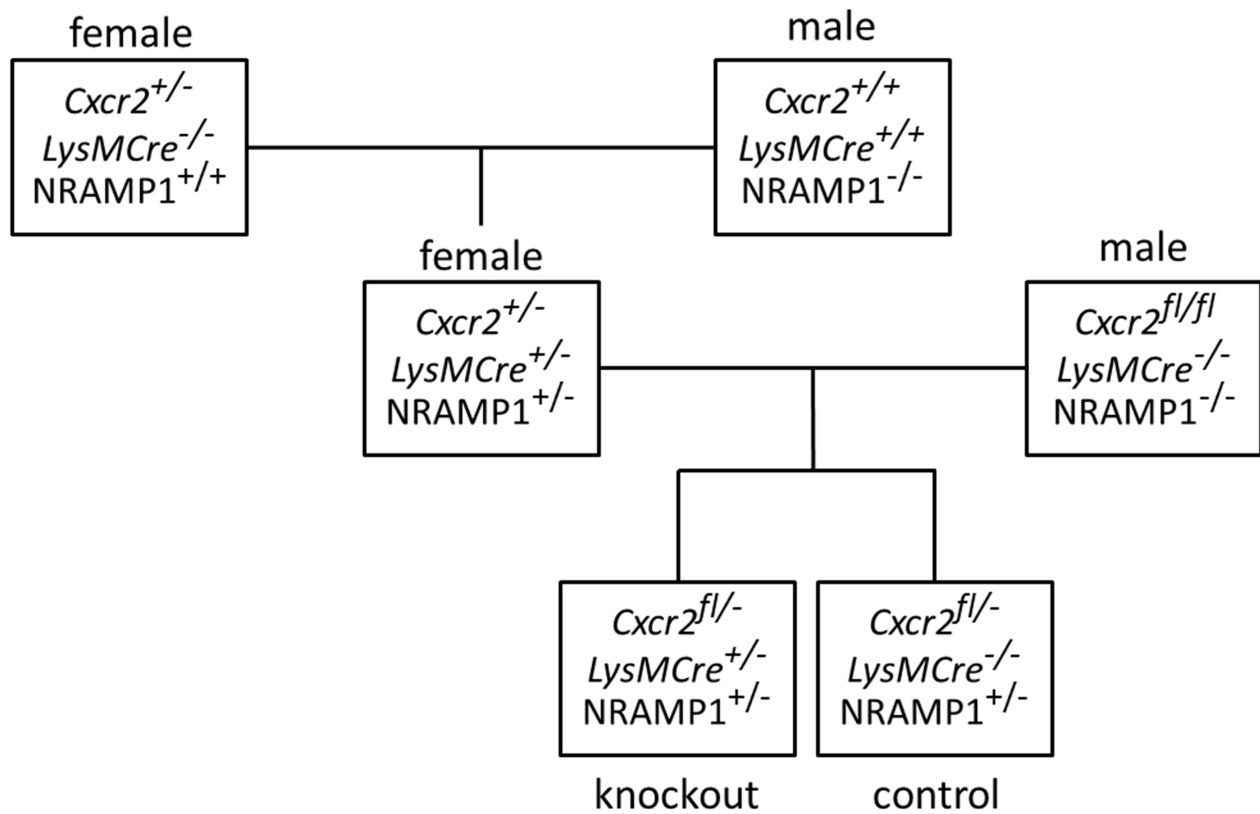 female
male
Cxcr2+/-
LysMCre-/-
NRAMP1+/+
Cxcr2+/+
LysMCre+/+
NRAMP1-/-
female
male
Cxcr2+/-
LysMCre+/-
NRAMP1+/-
Cxcr2fl/fl
LysMCre-/-
NRAMP1-/-
Cxcr2fl/-
LysMCre+/-
NRAMP1+/-
Cxcr2fl/-
LysMCre-/-
NRAMP1+/-
knockout
control